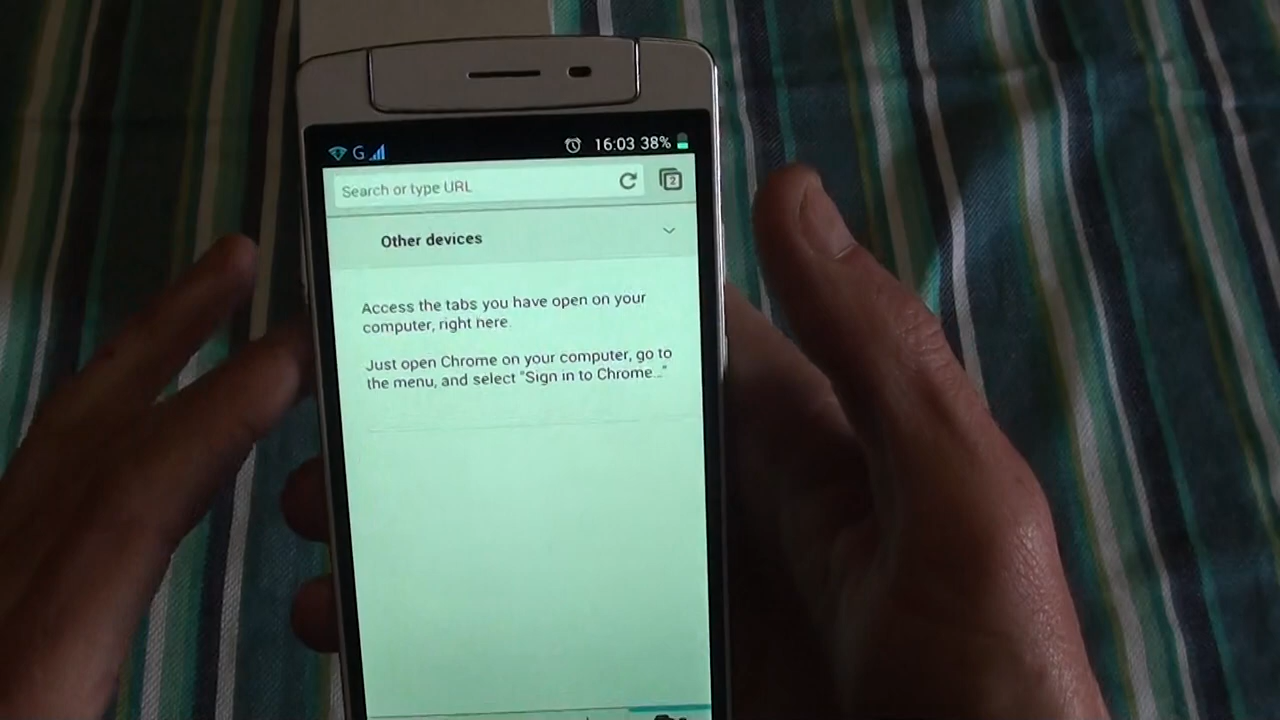 G 16:03 38%
Search or type URL 2
Other devices
Access the tabs you have open on your
computer, right here.
Just open Chrome on your computer, go to
the menu, and select "Sign in to Chrome..."